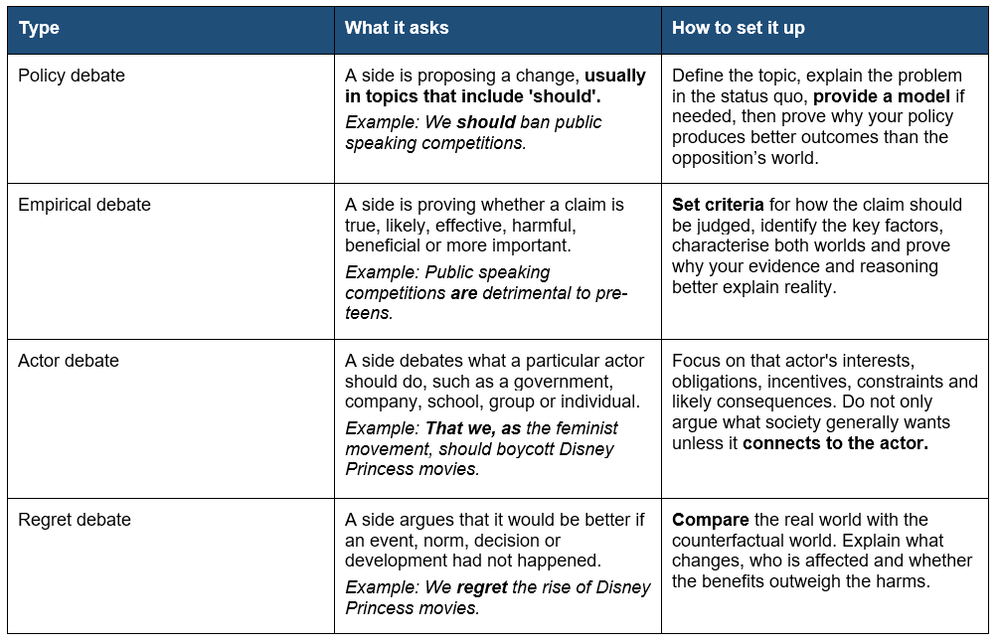 Type
What it asks
How to set it up
Policy debate
A side is proposing a change, usually
in topics that include 'should'.
Example: We should ban public
speaking competitions.
Define the topic, explain the problem
in the status quo, provide a model if
needed, then prove why your policy
produces better outcomes than the
opposition’s world.
Empirical debate
A side is proving whether a claim is
true, likely, effective, harmful,
beneficial or more important.
Example: Public speaking
competitions are detrimental to pre-
teens.
Set criteria for how the claim should
be judged, identify the key factors,
characterise both worlds and prove
why your evidence and reasoning
better explain reality.
Actor debate
A side debates what a particular actor
should do, such as a government,
company, school, group or individual.
Example: That we, as the feminist
movement, should boycott Disney
Princess movies.
Focus on that actor's interests,
obligations, incentives, constraints and
likely consequences. Do not only
argue what society generally wants
unless it connects to the actor.
Regret debate
A side argues that it would be better if
an event, norm, decision or
development had not happened.
Example: We regret the rise of Disney
Princess movies.
Compare the real world with the
counterfactual world. Explain what
changes, who is affected and whether
the benefits outweigh the harms.